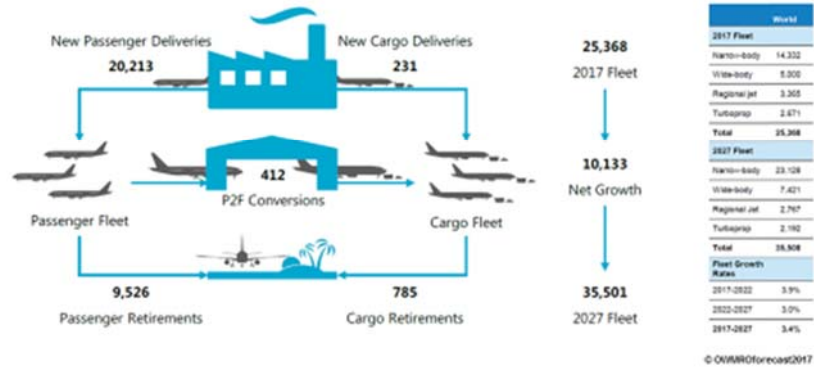 New Passenger Deliveries
20,213
New Cargo Deliveries
231
412
P2F Conversions
Passenger Fleet
Cargo Fleet
9,526
Passenger Retirements
785
Cargo Retirements
25,368
2017 Fleet
10,133
Net Growth
35,501
2027 Fleet
World
2017 Fleet
Narrow-body 14,332
Wide-body 5,000
Regional jet 3,365
Turboprop 2,671
Total 25,368
2027 Fleet
Narrow-body 23,128
Wide-body 7,421
Regional Jet 2,767
Turboprop 2,192
Total 35,508
Fleet Growth
Rates
2017-2022 3.9%
2022-2027 3.0%
2017-2027 3.4%
© OWMROforecast2017